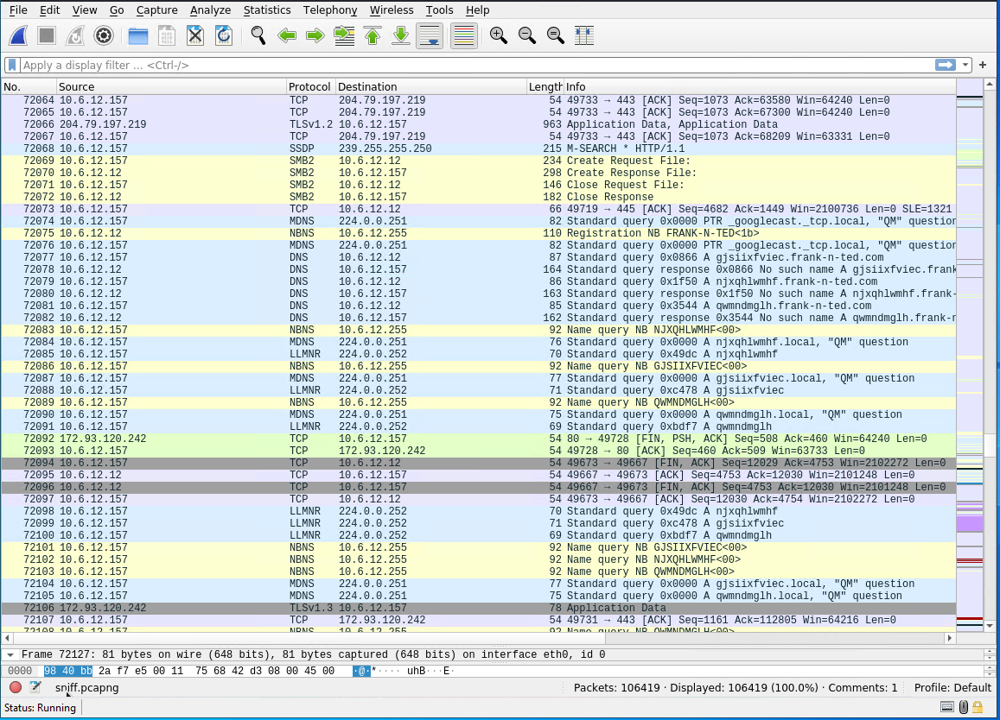 File Edit View Go Capture Analyze Statistics Telephony Wireless Tools Help
Apply a display filter … <Ctrl-/>
No. Source Protocol Destination Length Info
72064 10.6.12.157 TCP 204.79.197.219 54 49733 → 443 [ACK] Seq=1073 Ack=63580 Win=64240 Len=0
72065 10.6.12.157 TCP 204.79.197.219 54 49733 → 443 [ACK] Seq=1073 Ack=67300 Win=64240 Len=0
72066 204.79.197.219 TLSv1.2 10.6.12.157 963 Application Data, Application Data
72067 10.6.12.157 TCP 204.79.197.219 54 49733 → 443 [ACK] Seq=1073 Ack=68209 Win=63331 Len=0
72068 10.6.12.157 SSDP 239.255.255.250 215 M-SEARCH * HTTP/1.1
72069 10.6.12.157 SMB2 10.6.12.12 234 Create Request File:
72070 10.6.12.12 SMB2 10.6.12.157 298 Create Response File:
72071 10.6.12.157 SMB2 10.6.12.12 146 Close Request File:
72072 10.6.12.12 SMB2 10.6.12.157 182 Close Response
72073 10.6.12.157 TCP 10.6.12.12 66 49719 → 445 [ACK] Seq=4682 Ack=1449 Win=2100736 Len=0 SLE=1321
72074 10.6.12.157 MDNS 224.0.0.251 82 Standard query 0x0000 PTR _googlecast._tcp.local, "QM" question
72075 10.6.12.12 NBNS 10.6.12.255 110 Registration NB FRANK-N-TED<1b>
72076 10.6.12.157 MDNS 224.0.0.251 82 Standard query 0x0000 PTR _googlecast._tcp.local, "QM" question
72077 10.6.12.157 DNS 10.6.12.12 87 Standard query 0x0866 A gjsiixfviec.frank-n-ted.com
72078 10.6.12.12 DNS 10.6.12.157 164 Standard query response 0x0866 No such name A gjsiixfviec.frank
72079 10.6.12.157 DNS 10.6.12.12 86 Standard query 0x1f50 A njxqhlwmhf.frank-n-ted.com
72080 10.6.12.12 DNS 10.6.12.157 163 Standard query response 0x1f50 No such name A njxqhlwmhf.frank-
72081 10.6.12.157 DNS 10.6.12.12 85 Standard query 0x3544 A qwmndmglh.frank-n-ted.com
72082 10.6.12.12 DNS 10.6.12.157 162 Standard query response 0x3544 No such name A qwmndmglh.frank-n
72083 10.6.12.157 NBNS 10.6.12.255 92 Name query NB NJXQHLWMHF<00>
72084 10.6.12.157 MDNS 224.0.0.251 76 Standard query 0x0000 A njxqhlwmhf.local, "QM" question
72085 10.6.12.157 LLMNR 224.0.0.252 70 Standard query 0x49dc A njxqhlwmhf
72086 10.6.12.157 NBNS 10.6.12.255 92 Name query NB GJSIIXFVIEC<00>
72087 10.6.12.157 MDNS 224.0.0.251 77 Standard query 0x0000 A gjsiixfviec.local, "QM" question
72088 10.6.12.157 LLMNR 224.0.0.252 71 Standard query 0xc478 A gjsiixfviec
72089 10.6.12.157 NBNS 10.6.12.255 92 Name query NB QWMNDMGLH<00>
72090 10.6.12.157 MDNS 224.0.0.251 75 Standard query 0x0000 A qwmndmglh.local, "QM" question
72091 10.6.12.157 LLMNR 224.0.0.252 69 Standard query 0xbdf7 A qwmndmglh
72092 172.93.120.242 TCP 10.6.12.157 54 80 → 49728 [FIN, PSH, ACK] Seq=508 Ack=460 Win=64240 Len=0
72093 10.6.12.157 TCP 172.93.120.242 54 49728 → 80 [ACK] Seq=460 Ack=509 Win=63733 Len=0
72094 10.6.12.157 TCP 10.6.12.12 54 49673 → 49667 [FIN, ACK] Seq=12029 Ack=4753 Win=2102272 Len=0
72095 10.6.12.12 TCP 10.6.12.157 54 49667 → 49673 [ACK] Seq=4753 Ack=12030 Win=2101248 Len=0
72096 10.6.12.12 TCP 10.6.12.157 54 49667 → 49673 [FIN, ACK] Seq=4753 Ack=12030 Win=2101248 Len=0
72097 10.6.12.157 TCP 10.6.12.12 54 49673 → 49667 [ACK] Seq=12030 Ack=4754 Win=2102272 Len=0
72098 10.6.12.157 LLMNR 224.0.0.252 70 Standard query 0x49dc A njxqhlwmhf
72099 10.6.12.157 LLMNR 224.0.0.252 71 Standard query 0xc478 A gjsiixfviec
72100 10.6.12.157 LLMNR 224.0.0.252 69 Standard query 0xbdf7 A qwmndmglh
72101 10.6.12.157 NBNS 10.6.12.255 92 Name query NB GJSIIXFVIEC<00>
72102 10.6.12.157 NBNS 10.6.12.255 92 Name query NB NJXQHLWMHF<00>
72103 10.6.12.157 NBNS 10.6.12.255 92 Name query NB QWMNDMGLH<00>
72104 10.6.12.157 MDNS 224.0.0.251 77 Standard query 0x0000 A gjsiixfviec.local, "QM" question
72105 10.6.12.157 MDNS 224.0.0.251 75 Standard query 0x0000 A qwmndmglh.local, "QM" question
72106 172.93.120.242 TLSv1.3 10.6.12.157 78 Application Data
72107 10.6.12.157 TCP 172.93.120.242 54 49731 → 443 [ACK] Seq=1161 Ack=112805 Win=64216 Len=0
72108 10.6.12.157 NBNS 10.6.12.255 92 Name query NB QWMNDMGLH<00>
Frame 72127: 81 bytes on wire (648 bits), 81 bytes captured (648 bits) on interface eth0, id 0
0000 98 40 bb 2a f7 e5 00 11 75 68 42 d3 08 00 45 00 ·@·*···· uhB···E·
sniff.pcapng Packets: 106419 · Displayed: 106419 (100.0%) · Comments: 1 Profile: Default
Status: Running